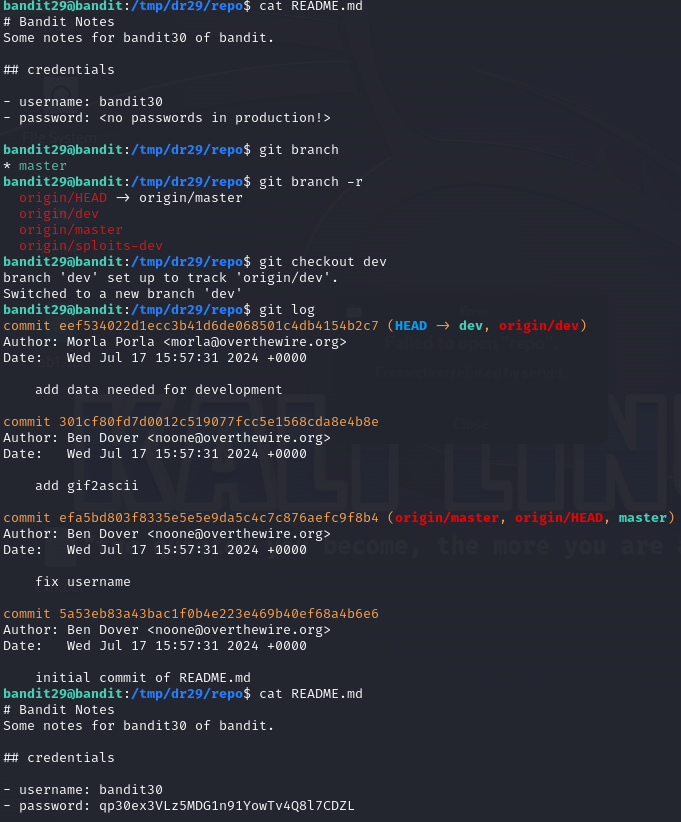 bandit29@bandit:/tmp/dr29/repo$ cat README.md
# Bandit Notes
Some notes for bandit30 of bandit.
## credentials
- username: bandit30
- password: <no passwords in production!>
bandit29@bandit:/tmp/dr29/repo$ git branch
* master
bandit29@bandit:/tmp/dr29/repo$ git branch -r
origin/HEAD -> origin/master
origin/dev
origin/master
origin/sploits-dev
bandit29@bandit:/tmp/dr29/repo$ git checkout dev
branch 'dev' set up to track 'origin/dev'.
Switched to a new branch 'dev'
bandit29@bandit:/tmp/dr29/repo$ git log
commit eef534022d1ecc3b41d6de068501c4db4154b2c7 (HEAD -> dev, origin/dev)
Author: Morla Porla <morla@overthewire.org>
Date:   Wed Jul 17 15:57:31 2024 +0000
add data needed for development
commit 301cf80fd7d0012c519077fcc5e1568cda8e4b8e
Author: Ben Dover <noone@overthewire.org>
Date:   Wed Jul 17 15:57:31 2024 +0000
add gif2ascii
commit efa5bd803f8335e5e5e9da5c4c7c876aefc9f8b4 (origin/master, origin/HEAD, master)
Author: Ben Dover <noone@overthewire.org>
Date:   Wed Jul 17 15:57:31 2024 +0000
become, the more you are
fix username
commit 5a53eb83a43bac1f0b4e223e469b40ef68a4b6e6
Author: Ben Dover <noone@overthewire.org>
Date:   Wed Jul 17 15:57:31 2024 +0000
initial commit of README.md
bandit29@bandit:/tmp/dr29/repo$ cat README.md
# Bandit Notes
Some notes for bandit30 of bandit.
## credentials
- username: bandit30
- password: qp30ex3VLz5MDG1n91YowTv4Q8l7CDZL